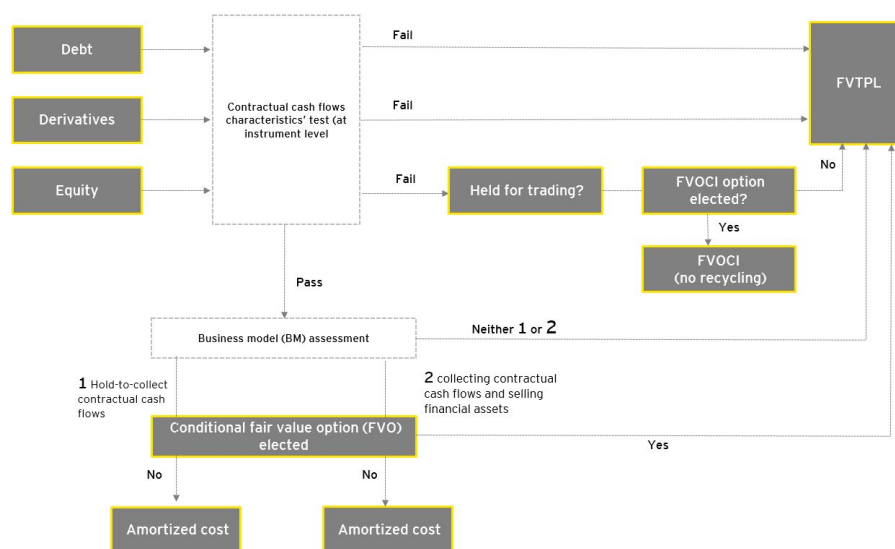 Debt
Fail
FVTPL
Contractual cash flows
characteristics' test (at
instrument level
Derivatives
Fail
Equity
Fail
Held for trading?
FVOCI option
elected?
No
Yes
FVOCI
(no recycling)
Pass
Business model (BM) assessment
Neither 1 or 2
1 Hold-to-collect
contractual cash
flows
2 collecting contractual
cash flows and selling
financial assets
Conditional fair value option (FVO)
elected
Yes
No
No
Amortized cost
Amortized cost